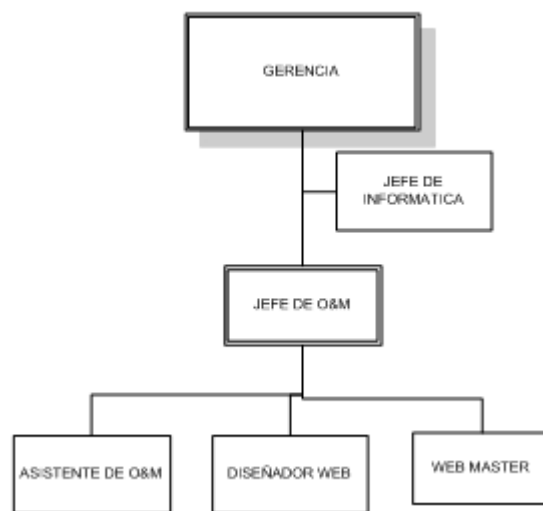 GERENCIA
JEFE DE
INFORMATICA
JEFE DE O&M
ASISTENTE DE O&M
DISEÑADOR WEB
WEB MASTER